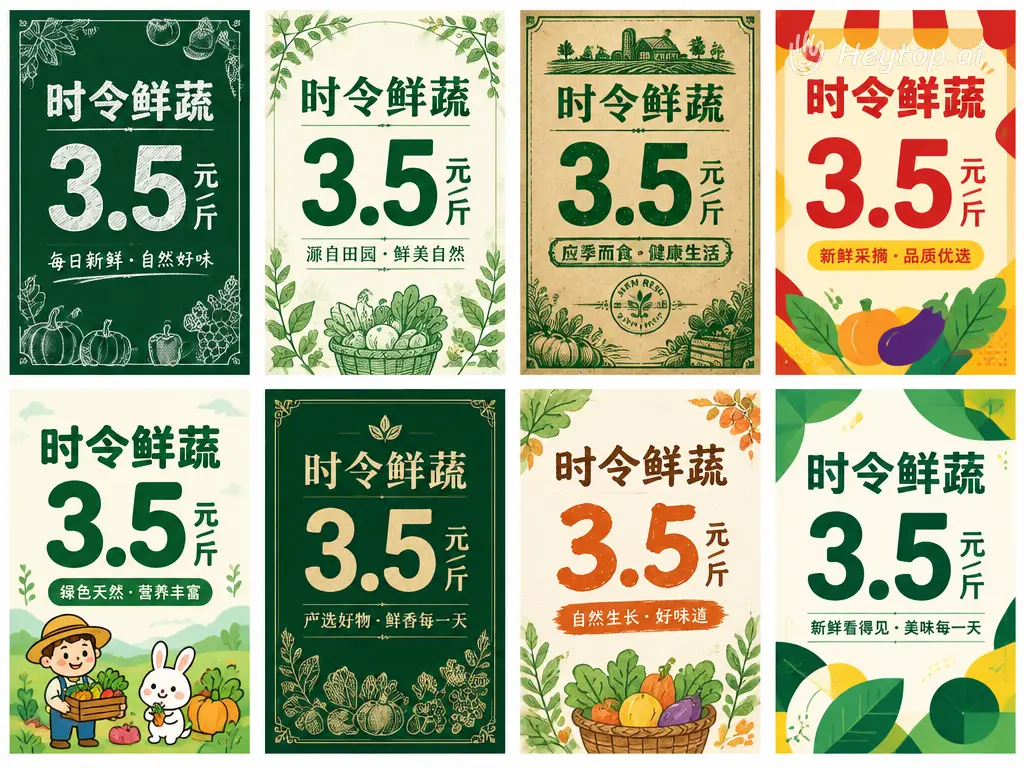 时令鲜蔬
3.5元/斤
每日新鲜·自然好味
时令鲜蔬
3.5元/斤
源自田园·鲜美自然
时令鲜蔬
3.5元/斤
应季而食·健康生活
Heytop.ai
时令鲜蔬
3.5元/斤
新鲜采摘·品质优选
时令鲜蔬
3.5元/斤
绿色天然·营养丰富
时令鲜蔬
3.5元/斤
严选好物·鲜香每一天
时令鲜蔬
3.5元/斤
自然生长·好味道
时令鲜蔬
3.5元/斤
新鲜看得见·美味每一天